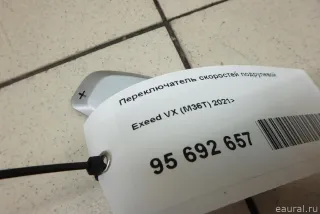 +
Переключатель скоростей подрулевой
Exeed VX (M36T) 2021>
95 692 657
eaural.ru